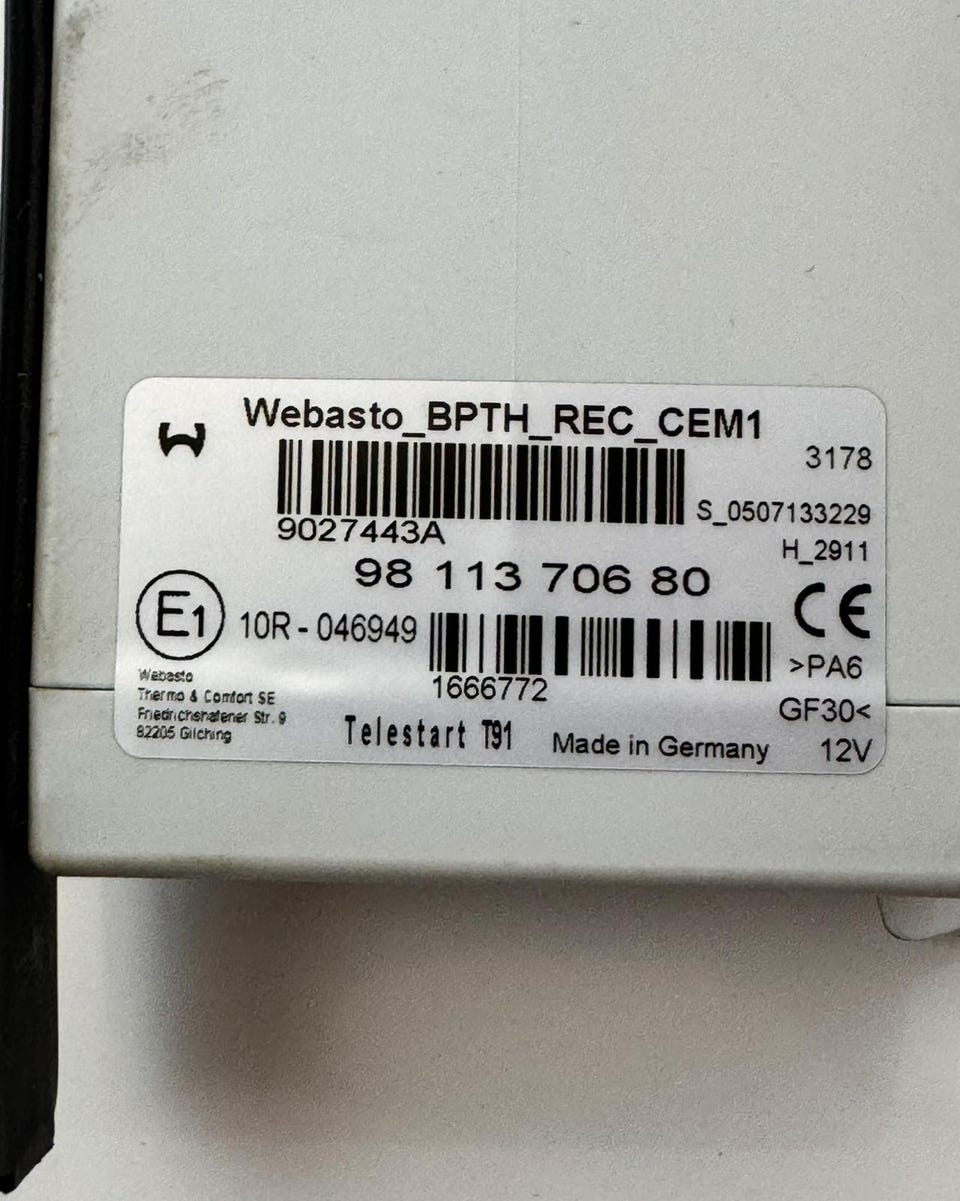 Webasto_BPTH_REC_CEM1
3178
S_0507133229
9027443A
H_2911
98 113 706 80
CE
E1
10R - 046949
>PA6
1666772
GF30<
Webasto
Thermo & Comfort SE
Friedrichshafener Str. 9
82205 Gilching
Telestart T91
Made in Germany
12V